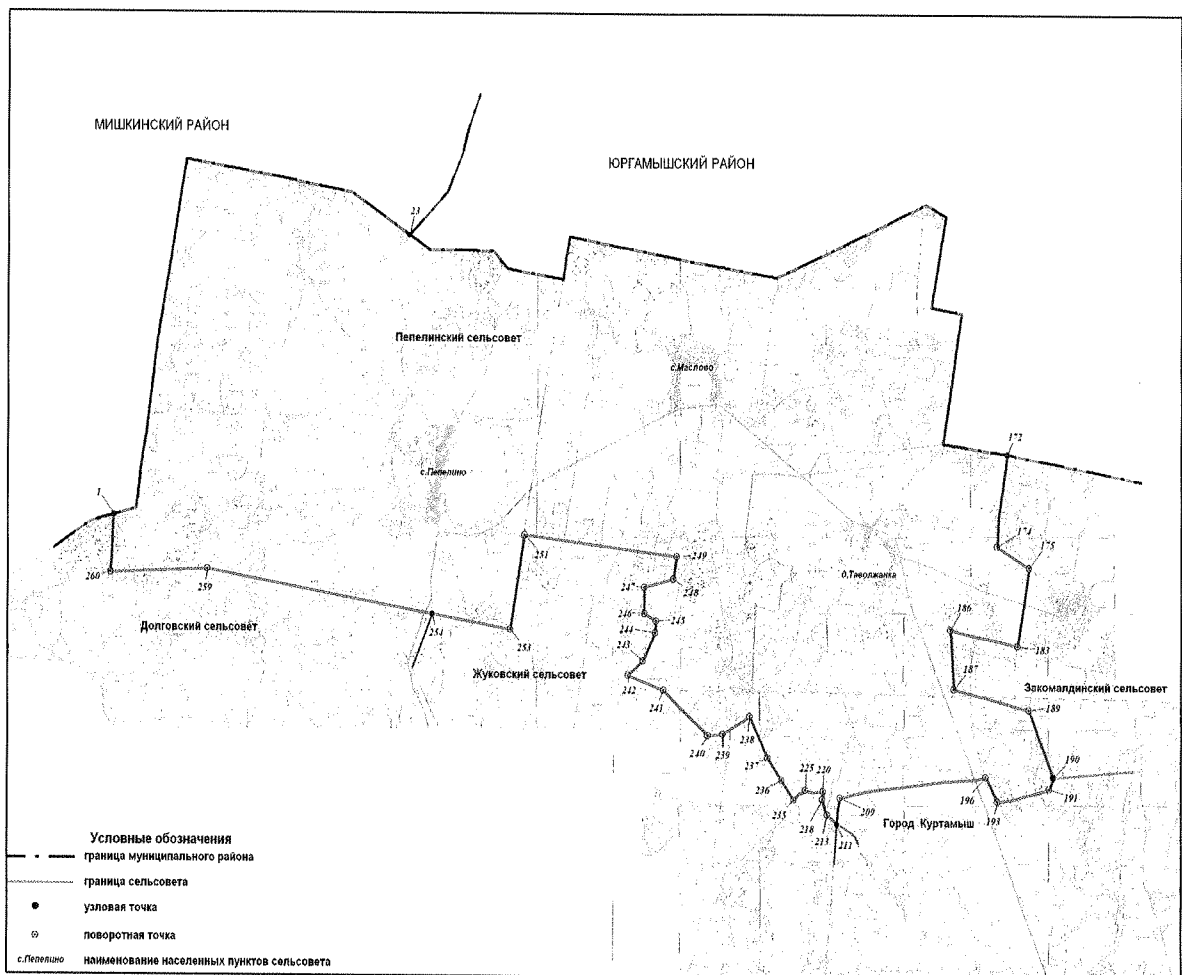 МИШКИНСКИЙ РАЙОН
ЮРГАМЫШСКИЙ РАЙОН
23
Пепелинский сельсовет
с.Маслово
172
с.Пепелино
1
251
249
174
175
260
259
247
248
д.Таволжанка
246
245
186
Долговский сельсовет
254
253
244
243
183
Жуковский сельсовет
242
187
Закомалдинский сельсовет
241
189
238
240
239
237
190
225
220
236
196
191
235
209
193
218
Город Куртамыш
213
211
Условные обозначения
граница муниципального района
граница сельсовета
узловая точка
поворотная точка
с.Пепелино наименование населенных пунктов сельсовета